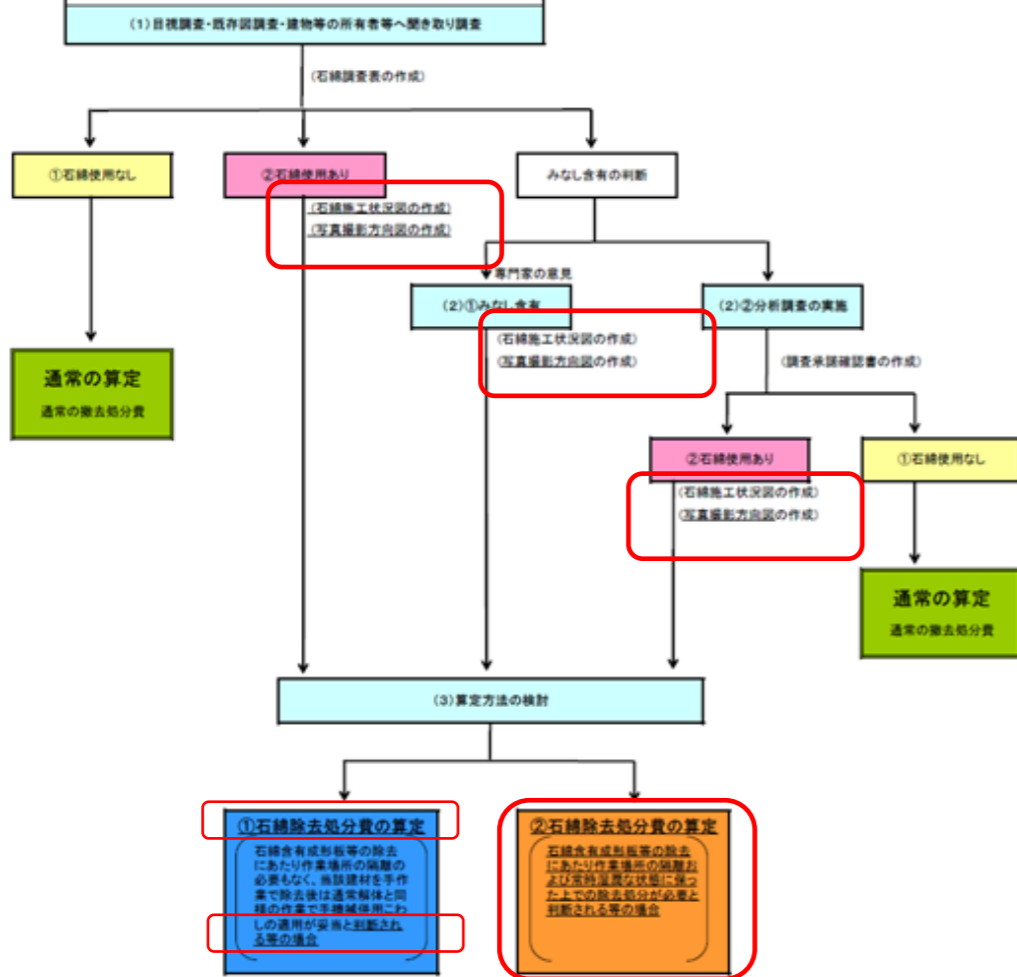 (1)目視調査・既存図調査・建物等の所有者等へ聞き取り調査
(石綿調査表の作成)
①石綿使用なし
②石綿使用あり
みなし含有の判断
(石綿施工状況図の作成)
(写真撮影方向図の作成)
専門家の意見
(2)①みなし含有
(2)②分析調査の実施
(石綿施工状況図の作成)
(写真撮影方向図の作成)
(調査承諾確認書の作成)
通常の算定
通常の撤去処分費
②石綿使用あり
①石綿使用なし
(石綿施工状況図の作成)
(写真撮影方向図の作成)
通常の算定
通常の撤去処分費
(3)算定方法の検討
①石綿除去処分費の算定
石綿含有成形板等の除去
にあたり作業場所の隔離の
必要もなく、当該建材を手作
業で除去後は通常解体と同
様の作業で手機械併用こわ
しの適用が妥当と判断され
る等の場合
②石綿除去処分費の算定
石綿含有成形板等の除去
にあたり作業場所の隔離お
よび常時湿潤な状態に保っ
た上での除去処分が必要と
判断される等の場合